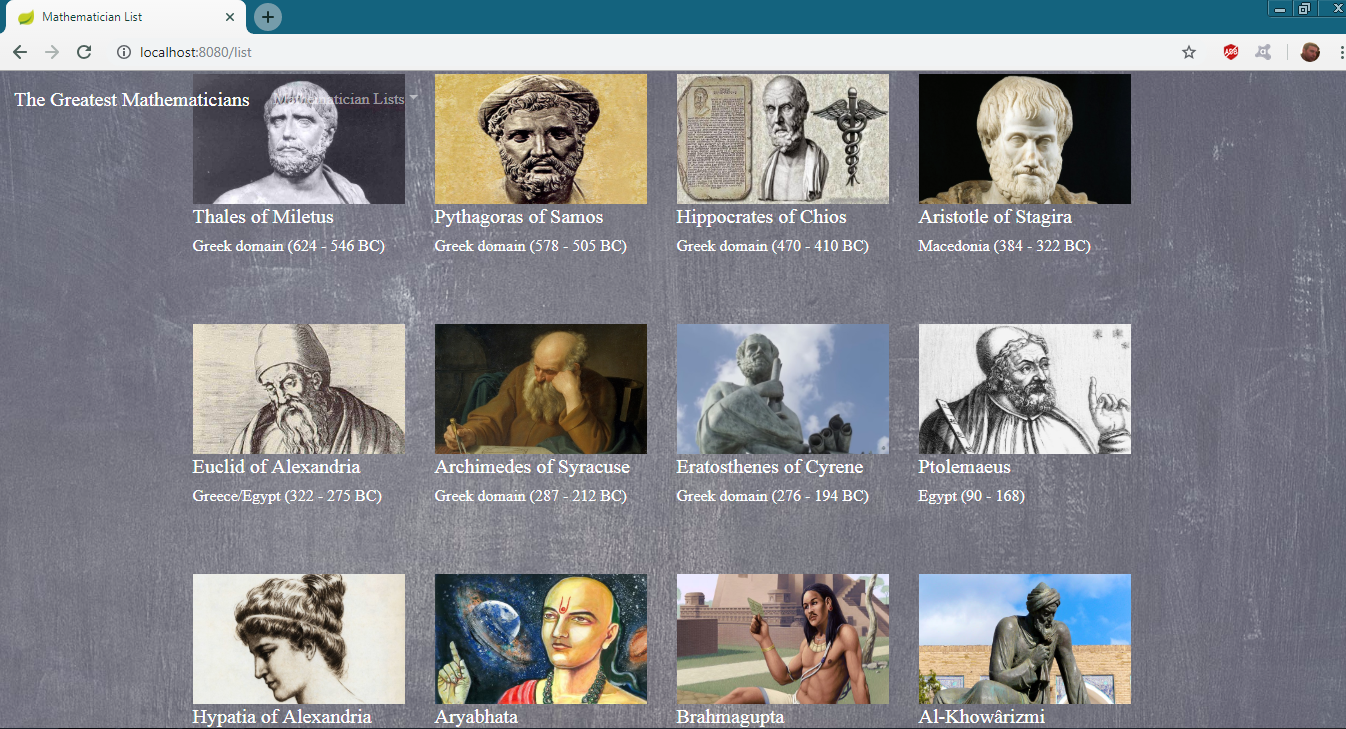 Mathematician List
localhost:8080/list
The Greatest Mathematicians
Mathematician Lists
Thales of Miletus
Pythagoras of Samos
Hippocrates of Chios
Aristotle of Stagira
Greek domain (624 - 546 BC)
Greek domain (578 - 505 BC)
Greek domain (470 - 410 BC)
Macedonia (384 - 322 BC)
Euclid of Alexandria
Archimedes of Syracuse
Eratosthenes of Cyrene
Ptolemaeus
Greece/Egypt (322 - 275 BC)
Greek domain (287 - 212 BC)
Greek domain (276 - 194 BC)
Egypt (90 - 168)
Hypatia of Alexandria
Aryabhata
Brahmagupta
Al-Khowârizmi